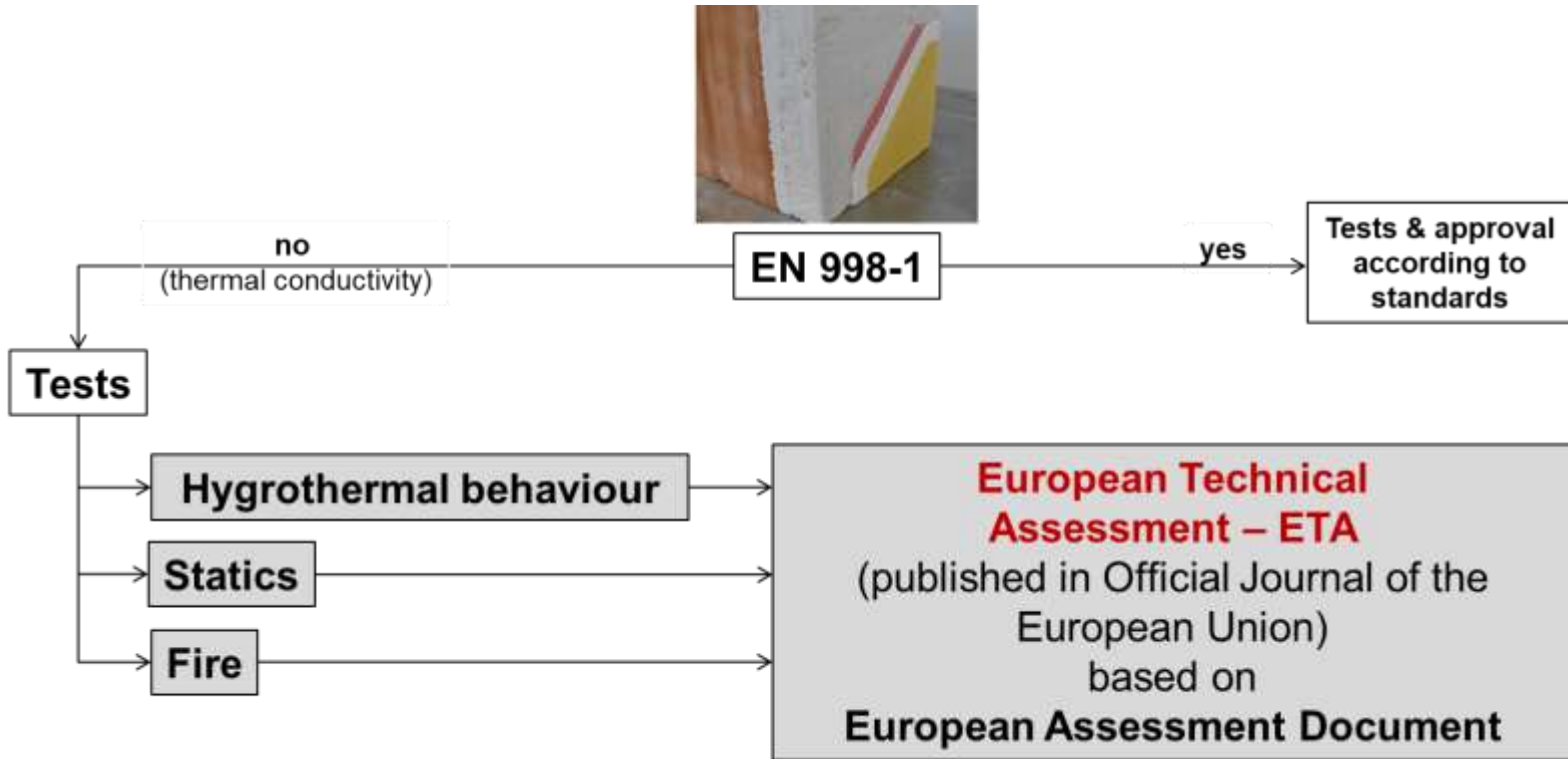 no
(thermal conductivity)
EN 998-1
yes
Tests & approval
according to
standards
Tests
Hygrothermal behaviour
Statics
Fire
European Technical
Assessment – ETA
(published in Official Journal of the
European Union)
based on
European Assessment Document